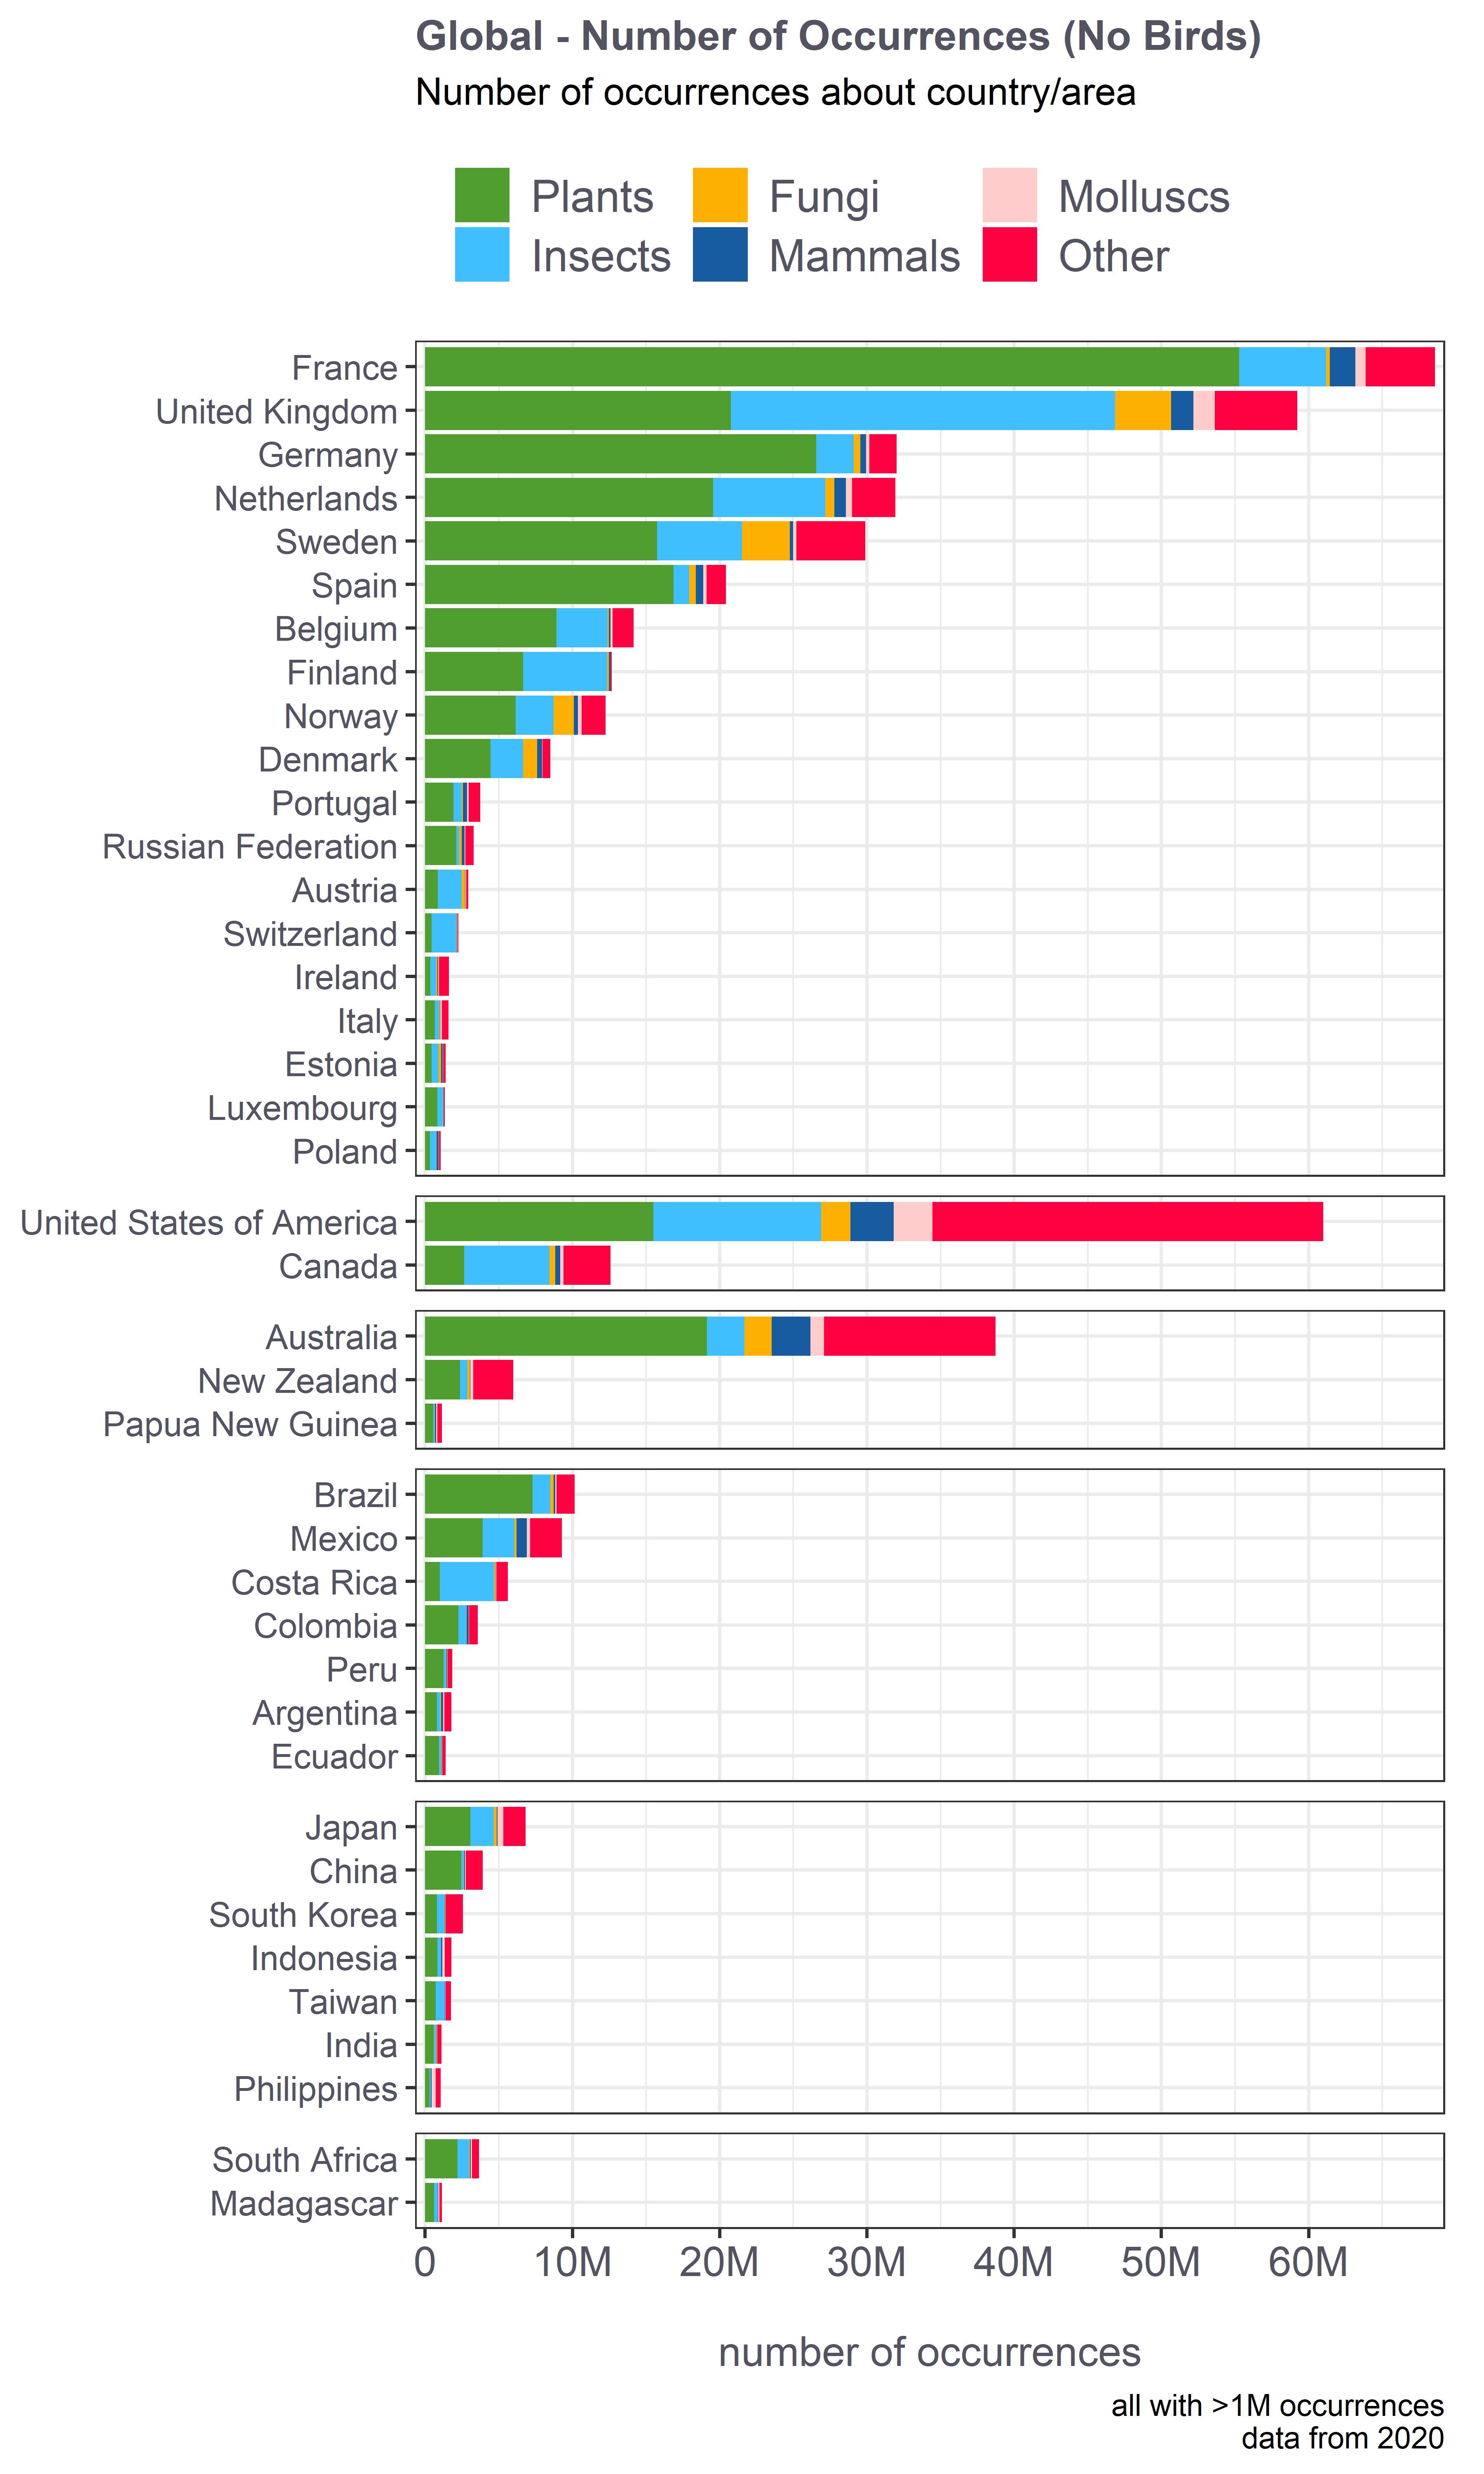 Global - Number of Occurrences (No Birds)
Number of occurrences about country/area
Plants
Fungi
Molluscs
Insects
Mammals
Other
France
United Kingdom
Germany
Netherlands
Sweden
Spain
Belgium
Finland
Norway
Denmark
Portugal
Russian Federation
Austria
Switzerland
Ireland
Italy
Estonia
Luxembourg
Poland
United States of America
Canada
Australia
New Zealand
Papua New Guinea
Brazil
Mexico
Costa Rica
Colombia
Peru
Argentina
Ecuador
Japan
China
South Korea
Indonesia
Taiwan
India
Philippines
South Africa
Madagascar
0 10M 20M 30M 40M 50M 60M
number of occurrences
all with >1M occurrences
data from 2020